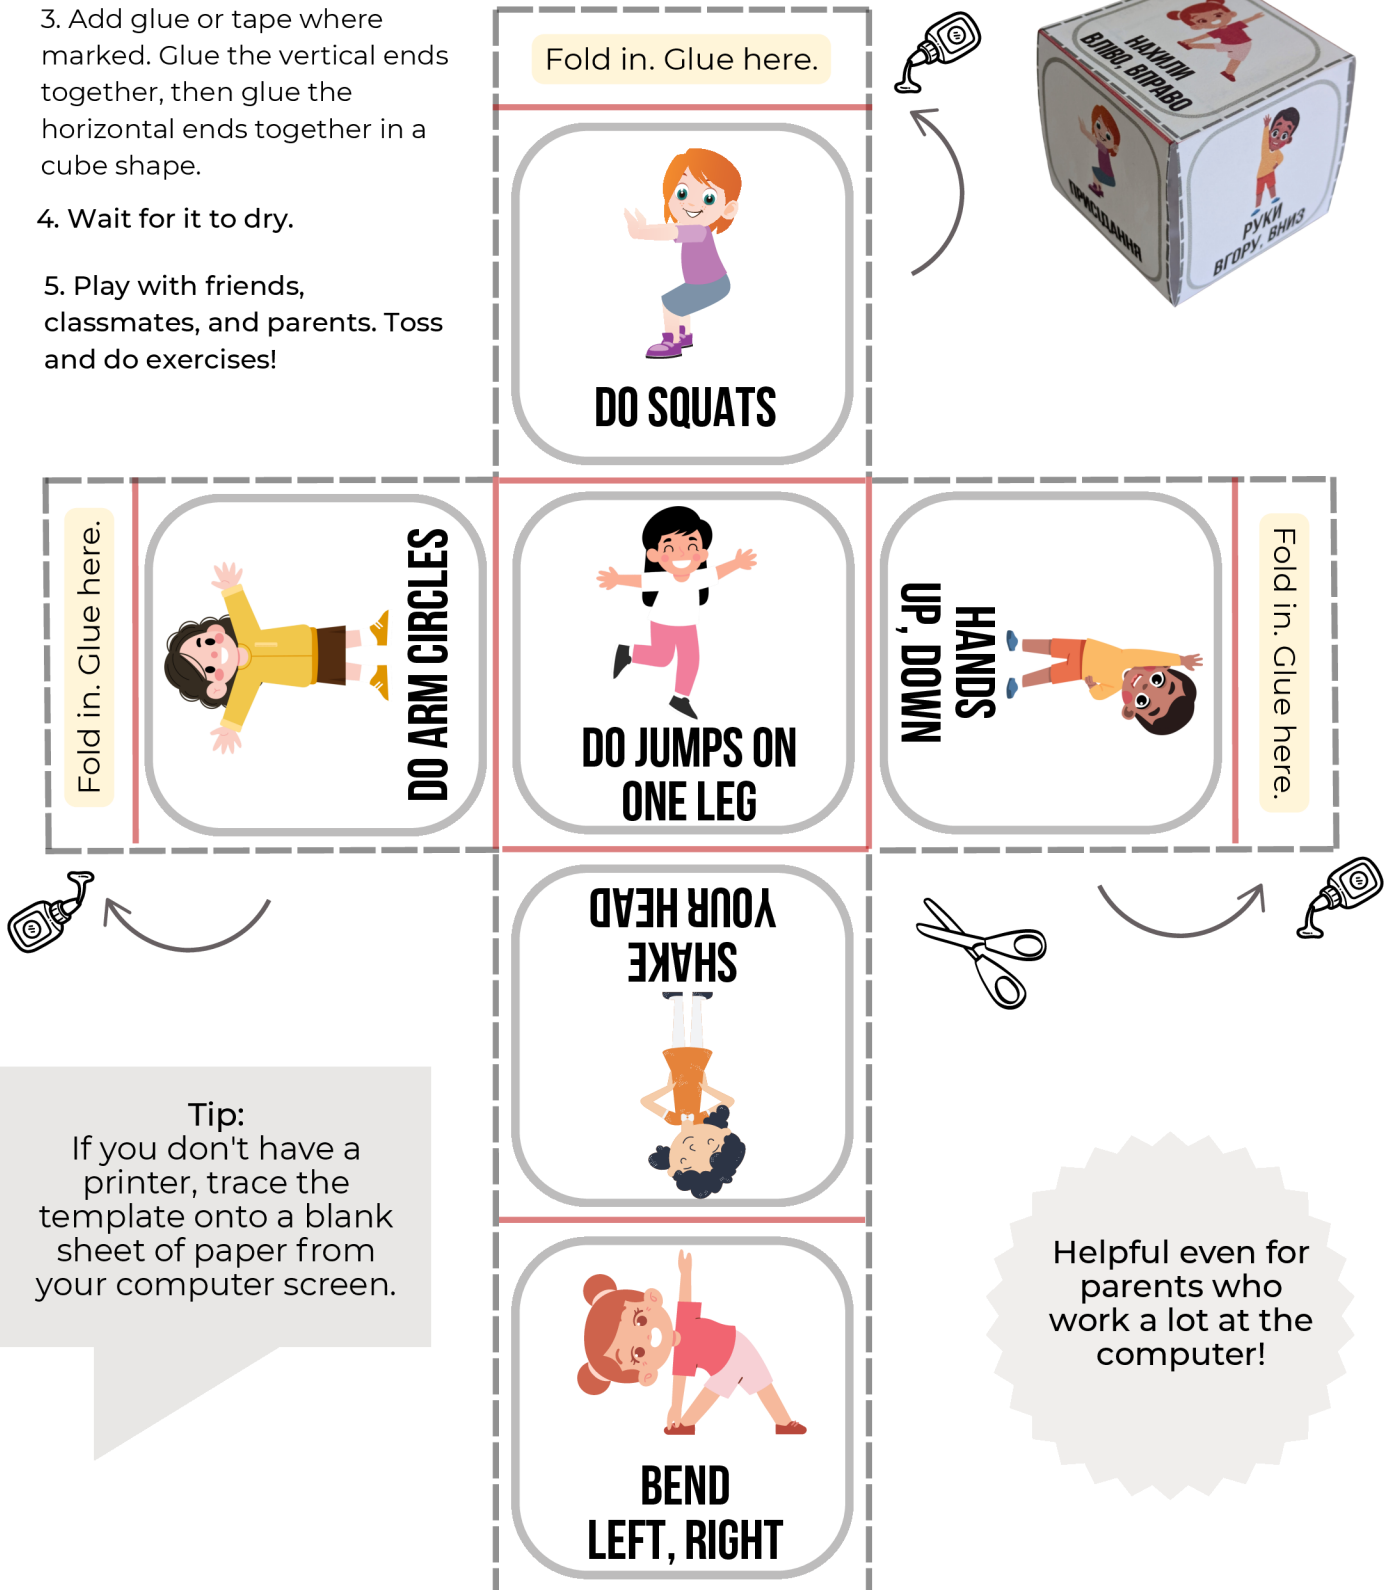 3. Add glue or tape where
marked. Glue the vertical ends
together, then glue the
horizontal ends together in a
cube shape.
4. Wait for it to dry.
5. Play with friends,
classmates, and parents. Toss
and do exercises!
Fold in. Glue here.
НАХИЛИ
ВЛІВО, ВПРАВО
ПРИСІДАННЯ
РУКИ
ВГОРУ, ВНИЗ
DO SQUATS
Fold in. Glue here.
DO ARM CIRCLES
DO JUMPS ON
ONE LEG
HANDS
UP, DOWN
Fold in. Glue here.
SHAKE
YOUR HEAD
Tip:
If you don't have a
printer, trace the
template onto a blank
sheet of paper from
your computer screen.
Helpful even for
parents who
work a lot at the
computer!
BEND
LEFT, RIGHT